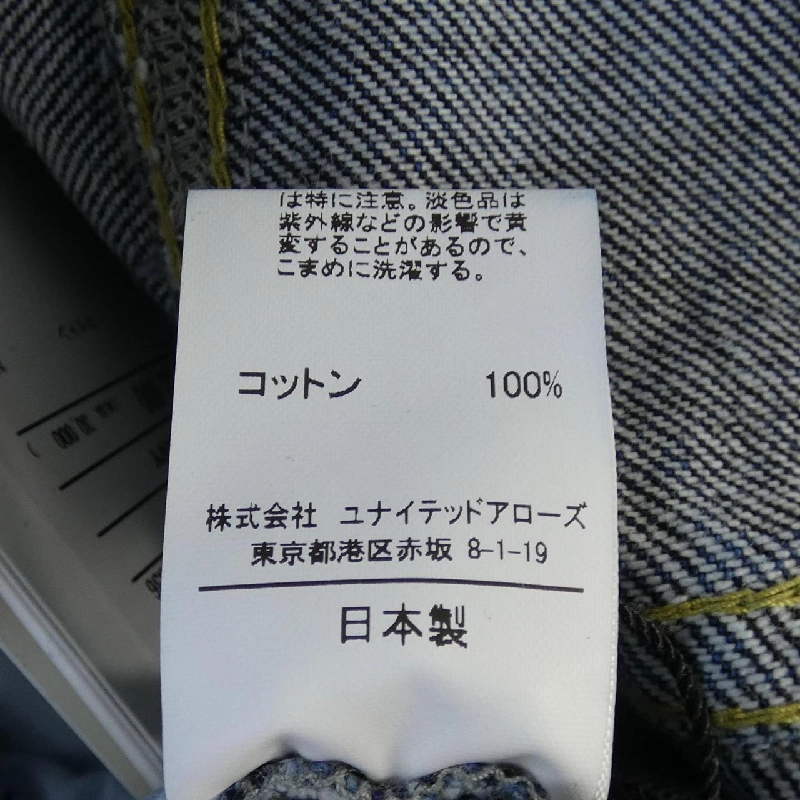 は特に注意。淡色品は
紫外線などの影響で黄
変することがあるので、
こまめに洗濯する。
コットン 100%
株式会社 ユナイテッドアローズ
東京都港区赤坂 8-1-19
日本製